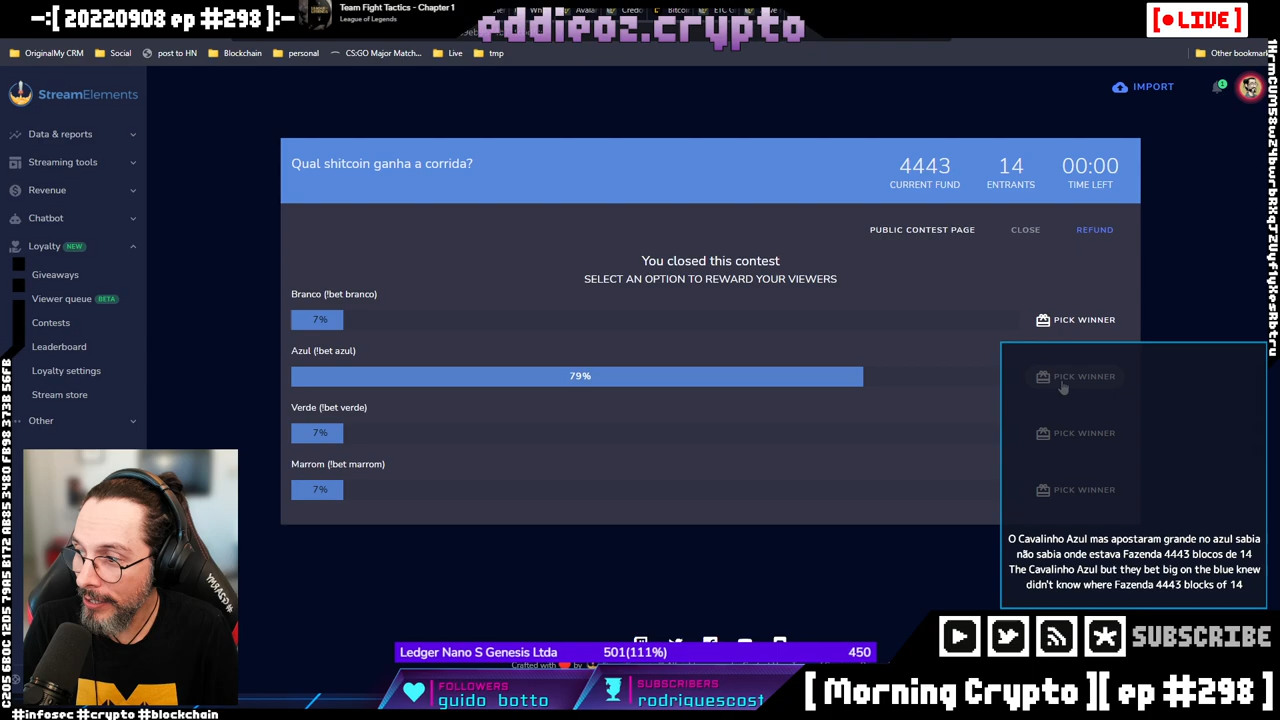 -:[ 20220908 ep #298 ]:-
Team Fight Tactics - Chapter 1
League of Legends
eddieoz.crypto
[•LIVE]
OriginalMy CRM
Social
post to HN
Blockchain
personal
CS:GO Major Match...
Live
tmp
Other bookmark
StreamElements
IMPORT
1
Data & reports
Streaming tools
Revenue
Chatbot
Loyalty NEW
Giveaways
Viewer queue BETA
Contests
Leaderboard
Loyalty settings
Stream store
Other
Qual shitcoin ganha a corrida?
4443
CURRENT FUND
14
ENTRANTS
00:00
TIME LEFT
PUBLIC CONTEST PAGE
CLOSE
REFUND
You closed this contest
SELECT AN OPTION TO REWARD YOUR VIEWERS
Branco (!bet branco)
7%
PICK WINNER
Azul (!bet azul)
79%
PICK WINNER
Verde (!bet verde)
7%
PICK WINNER
Marrom (!bet marrom)
7%
PICK WINNER
O Cavalinho Azul mas apostaram grande no azul sabia
não sabia onde estava Fazenda 4443 blocos de 14
The Cavalinho Azul but they bet big on the blue knew
didn't know where Fazenda 4443 blocks of 14
SUBSCRIBE
Ledger Nano S Genesis Ltda
501(111%)
450
Crafted with
by
FOLLOWERS
guido botto
SUBSCRIBERS
rodriguescost
[ Morning Crypto ][ ep #298 ]
#infosec #crypto #blockchain